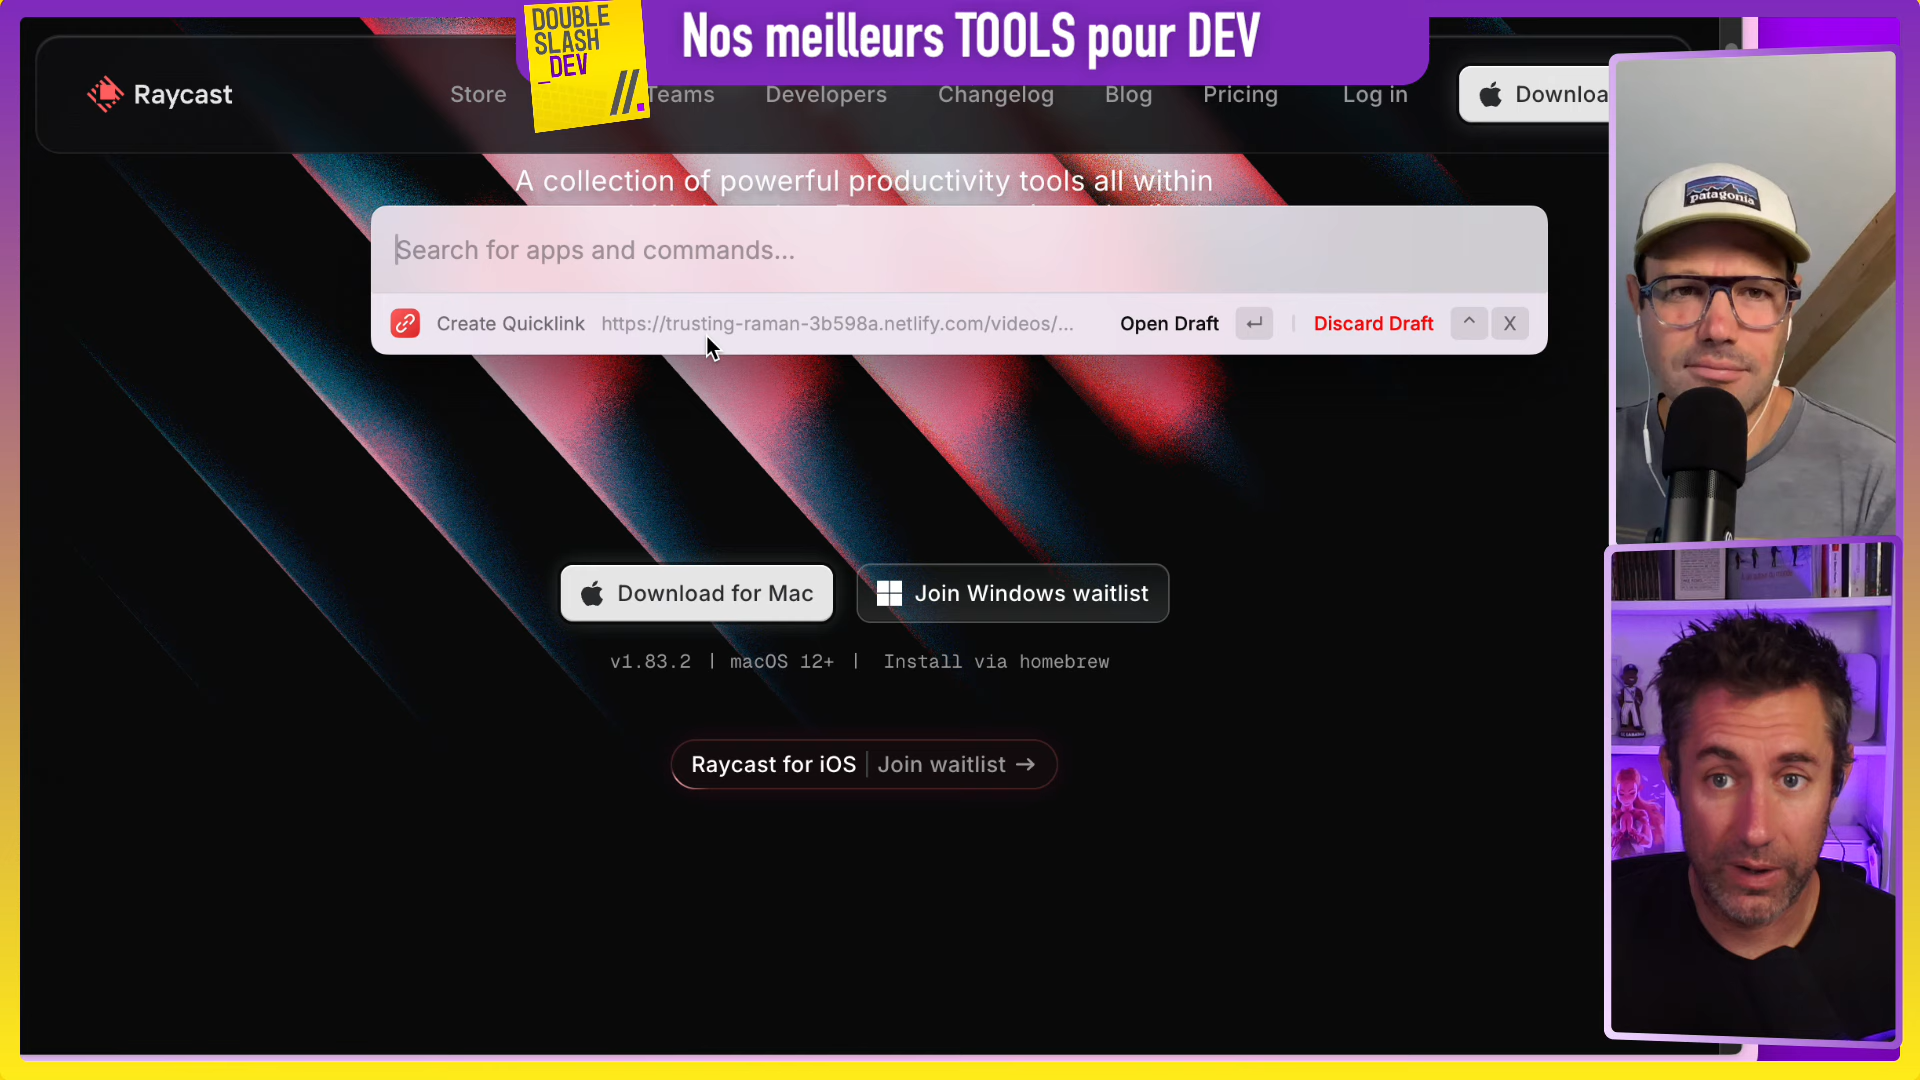 DOUBLE
SLASH
_DEV
//.
Nos meilleurs TOOLS pour DEV
Raycast
Store
Teams
Developers
Changelog
Blog
Pricing
Log in
Downloa
A collection of powerful productivity tools all within
Search for apps and commands...
Create Quicklink https://trusting-raman-3b598a.netlify.com/videos/... Open Draft ↵ | Discard Draft ^ X
Download for Mac
Join Windows waitlist
v1.83.2 | macOS 12+ | Install via homebrew
Raycast for iOS | Join waitlist →
patagonia